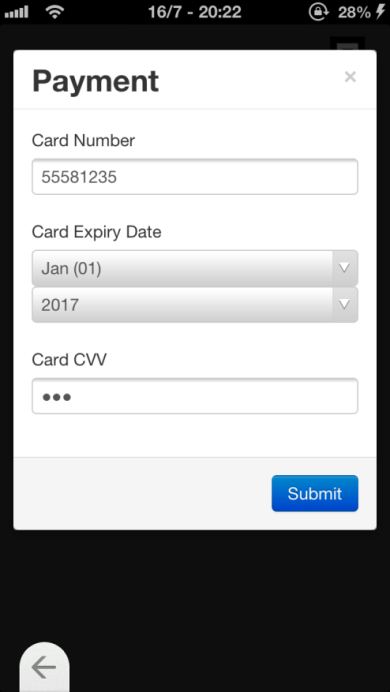 16/7 - 20:22 28%
Payment ×
Card Number
55581235
Card Expiry Date
Jan (01)
2017
Card CVV
●●●
Submit